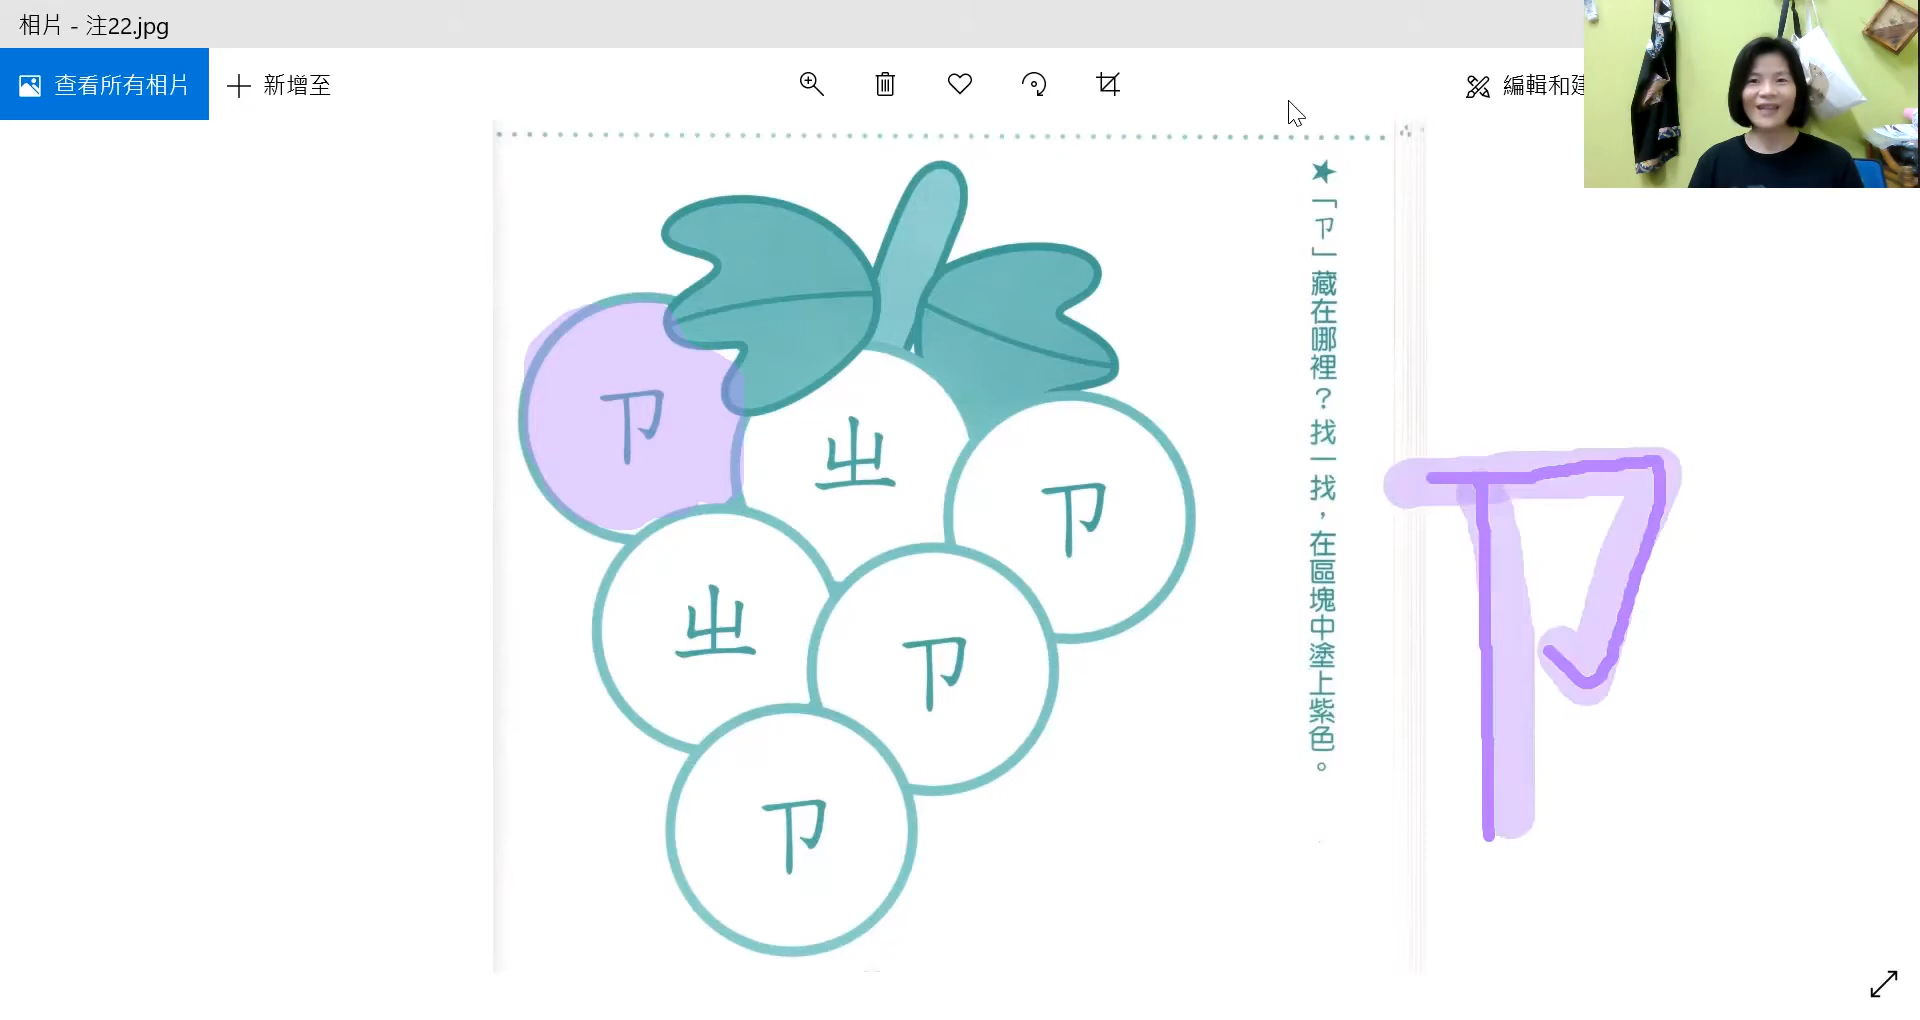 相片 - 注22.jpg
查看所有相片
新增至
編輯和建
★「ㄗ」藏在哪裡？找一找，在區塊中塗上紫色。
ㄗ
ㄓ
ㄗ
ㄓ
ㄗ
ㄗ
ㄗ